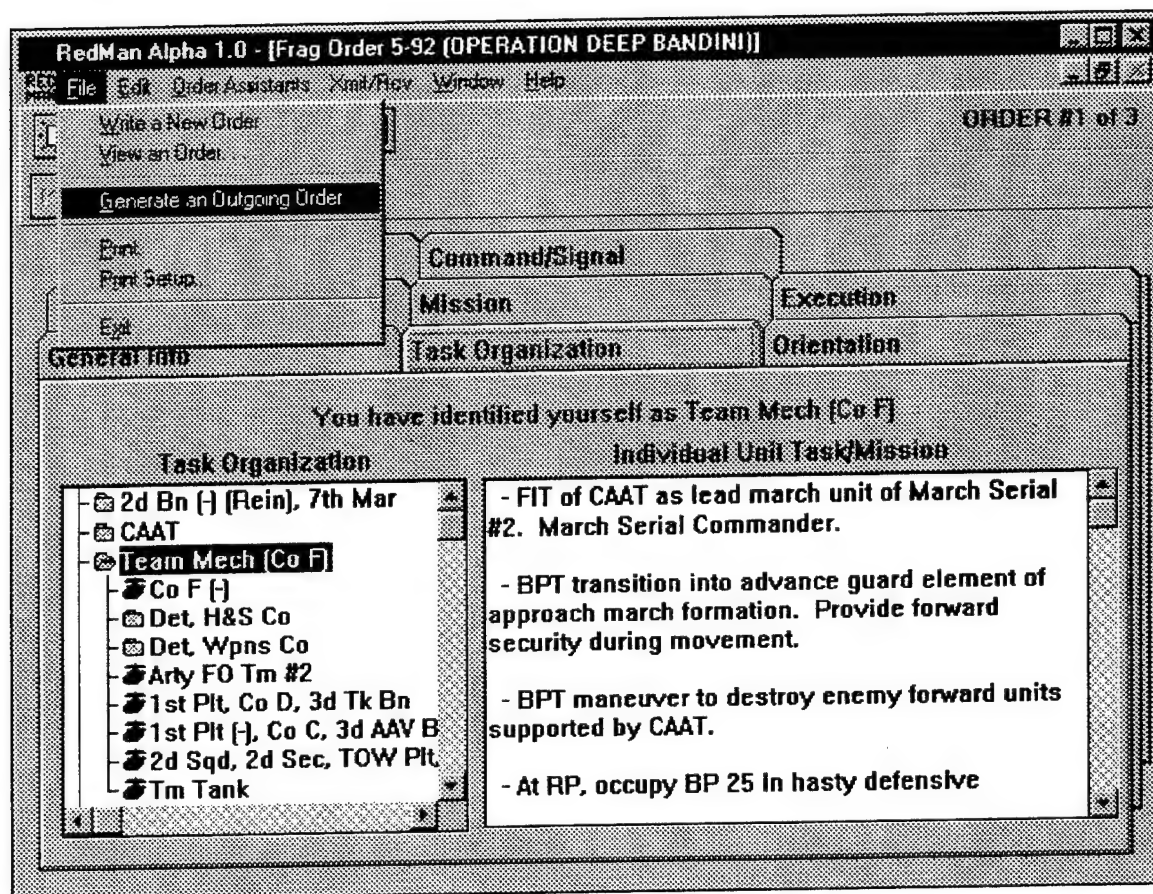 RedMan Alpha 1.0 - [Frag Order 5-92 (OPERATION DEEP BANDINI)]
File Edit Order Assistants Xmit/Rcv Window Help
Write a New Order
View an Order...
Generate an Outgoing Order
Print
Print Setup...
Exit
ORDER #1 of 3
Command/Signal
Mission
Execution
General Info
Task Organization
Orientation
You have identified yourself as Team Mech (Co F)
Task Organization
2d Bn (-) (Rein), 7th Mar
CAAT
Team Mech (Co F)
Co F (-)
Det, H&S Co
Det, Wpns Co
Arty FO Tm #2
1st Plt, Co D, 3d Tk Bn
1st Plt (-), Co C, 3d AAV B
2d Sqd, 2d Sec, TOW Plt,
Tm Tank
Individual Unit Task/Mission
- FIT of CAAT as lead march unit of March Serial
#2. March Serial Commander.
- BPT transition into advance guard element of
approach march formation. Provide forward
security during movement.
- BPT maneuver to destroy enemy forward units
supported by CAAT.
- At RP, occupy BP 25 in hasty defensive